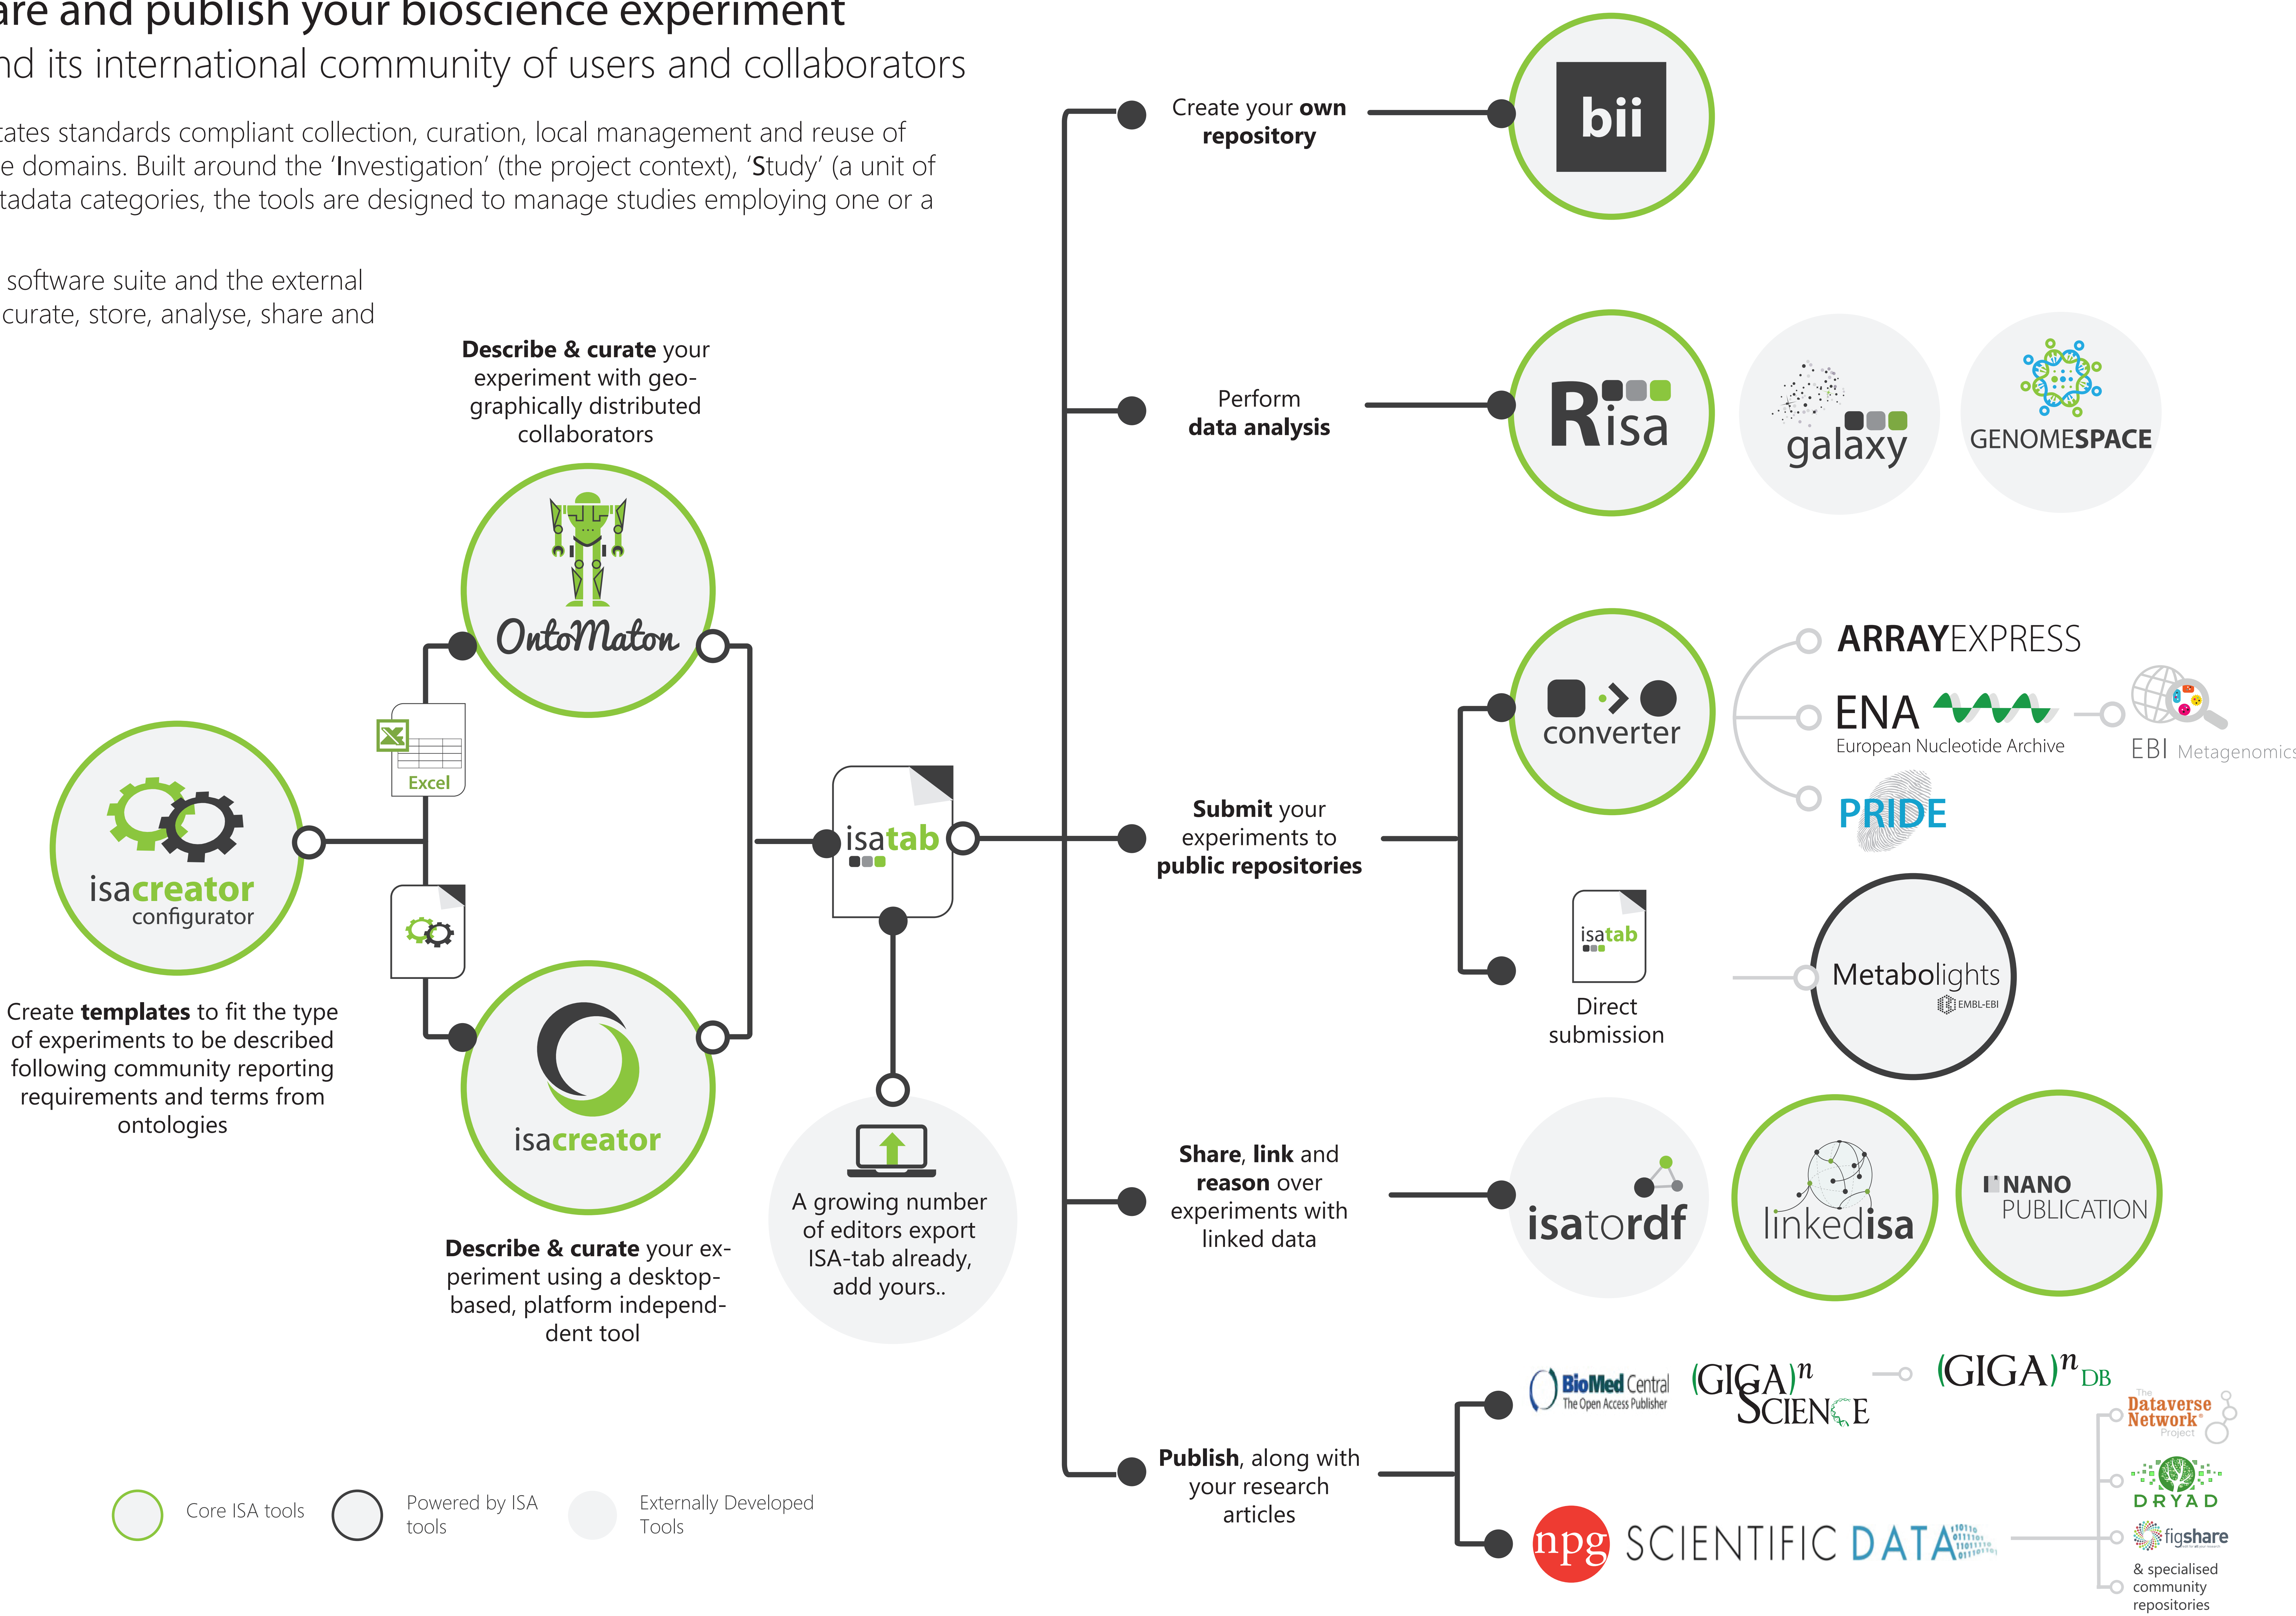 are and publish your bioscience experiment
nd its international community of users and collaborators
tates standards compliant collection, curation, local management and reuse of
e domains. Built around the ‘Investigation’ (the project context), ‘Study’ (a unit of
tadata categories, the tools are designed to manage studies employing one or a
software suite and the external
curate, store, analyse, share and
Describe & curate your
experiment with geo-
graphically distributed
collaborators
OntoMaton
Excel
isacreator
configurator
Create templates to fit the type
of experiments to be described
following community reporting
requirements and terms from
ontologies
isacreator
Describe & curate your ex-
periment using a desktop-
based, platform independ-
dent tool
isatab
A growing number
of editors export
ISA-tab already,
add yours..
Create your own
repository
bii
Perform
data analysis
Risa
galaxy
GENOMESPACE
Submit your
experiments to
public repositories
converter
ARRAYEXPRESS
ENA
European Nucleotide Archive
EBI Metagenomics
PRIDE
isatab
Direct
submission
Metabolights
EMBL-EBI
Share, link and
reason over
experiments with
linked data
isatordf
linkedisa
NANO
PUBLICATION
Publish, along with
your research
articles
BioMed Central
The Open Access Publisher
(GIGA)n
SCIENCE
(GIGA)n DB
The
Dataverse
Network
Project
DRYAD
figshare
& specialised
community
repositories
npg
SCIENTIFIC DATA
Core ISA tools
Powered by ISA
tools
Externally Developed
Tools